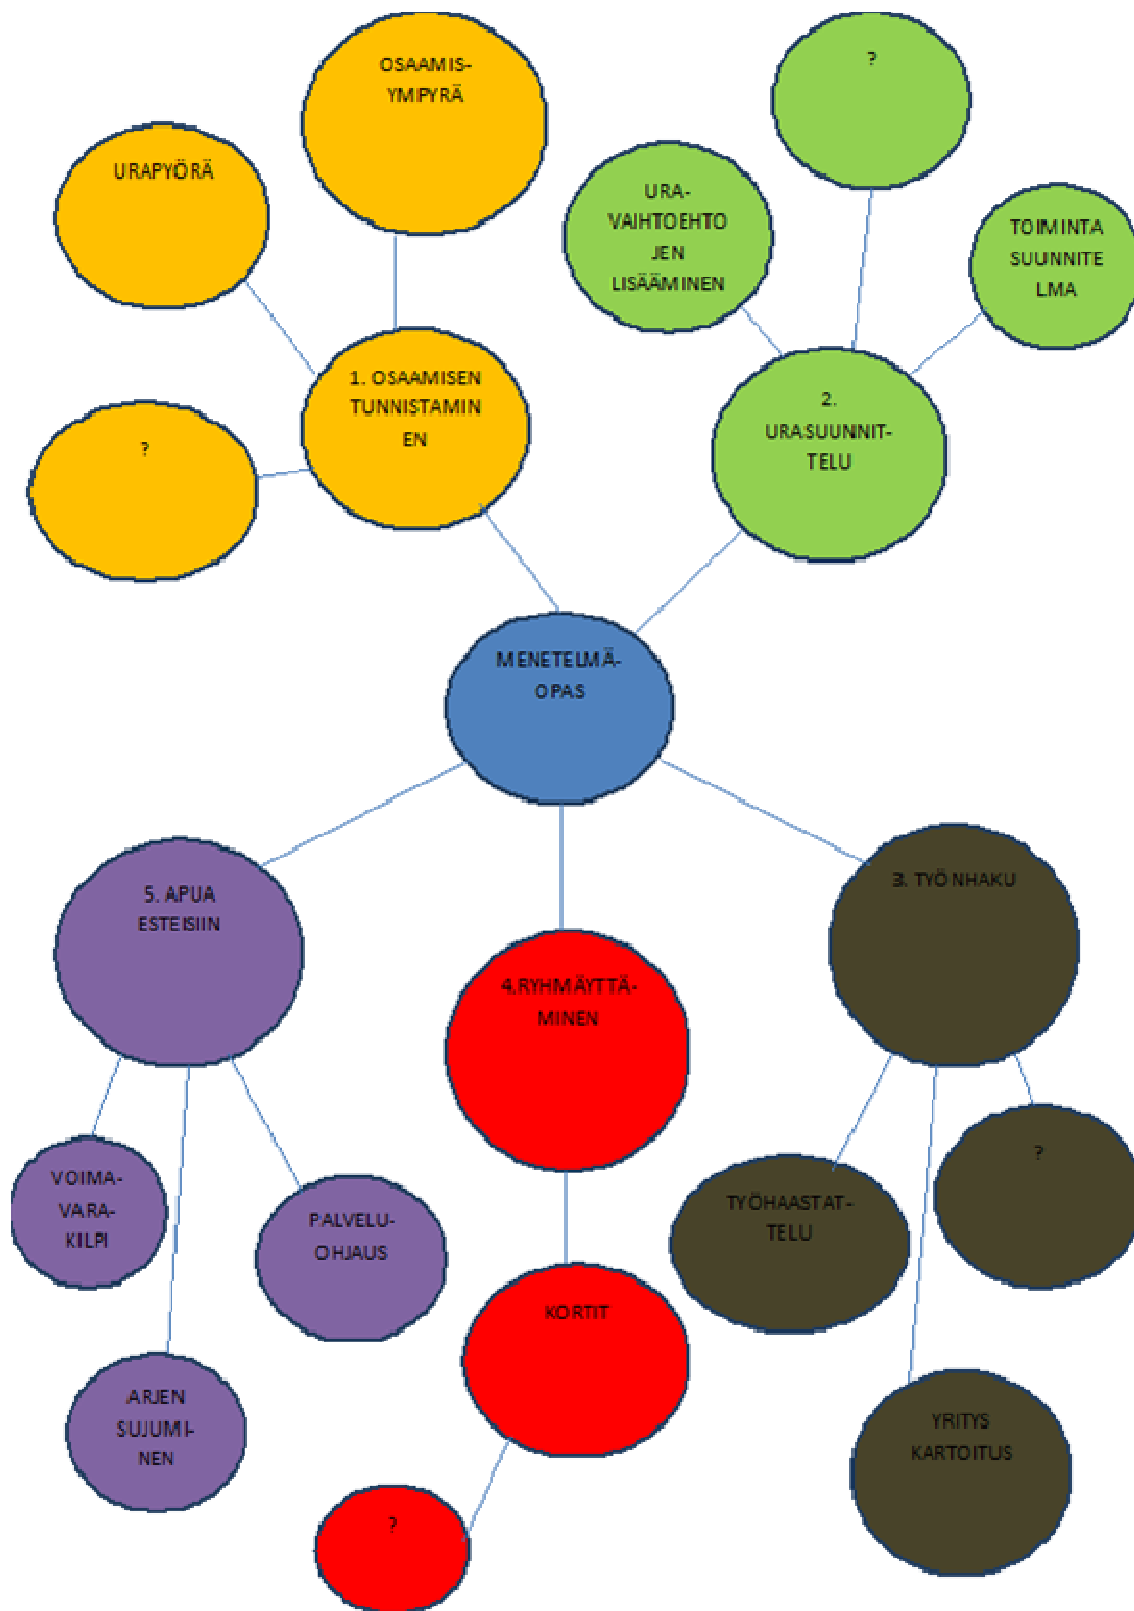 OSAAMIS-
YMPYRÄ
URAPYÖRÄ
?
1. OSAAMISEN
TUNNISTAMIN
EN
?
URA-
VAIHTOEHTO
JEN
LISÄÄMINEN
TOIMINTA
SUUNNITE
LMA
2.
URASUUNNIT-
TELU
MENETELMÄ-
OPAS
5. APUA
ESTEISIIN
4.RYHMÄYTTÄ-
MINEN
3. TYÖNHAKU
VOIMA-
VARA-
KILPI
PALVELU-
OHJAUS
ARJEN
SUJUMI-
NEN
KORTIT
?
TYÖHAASTAT-
TELU
?
YRITYS
KARTOITUS